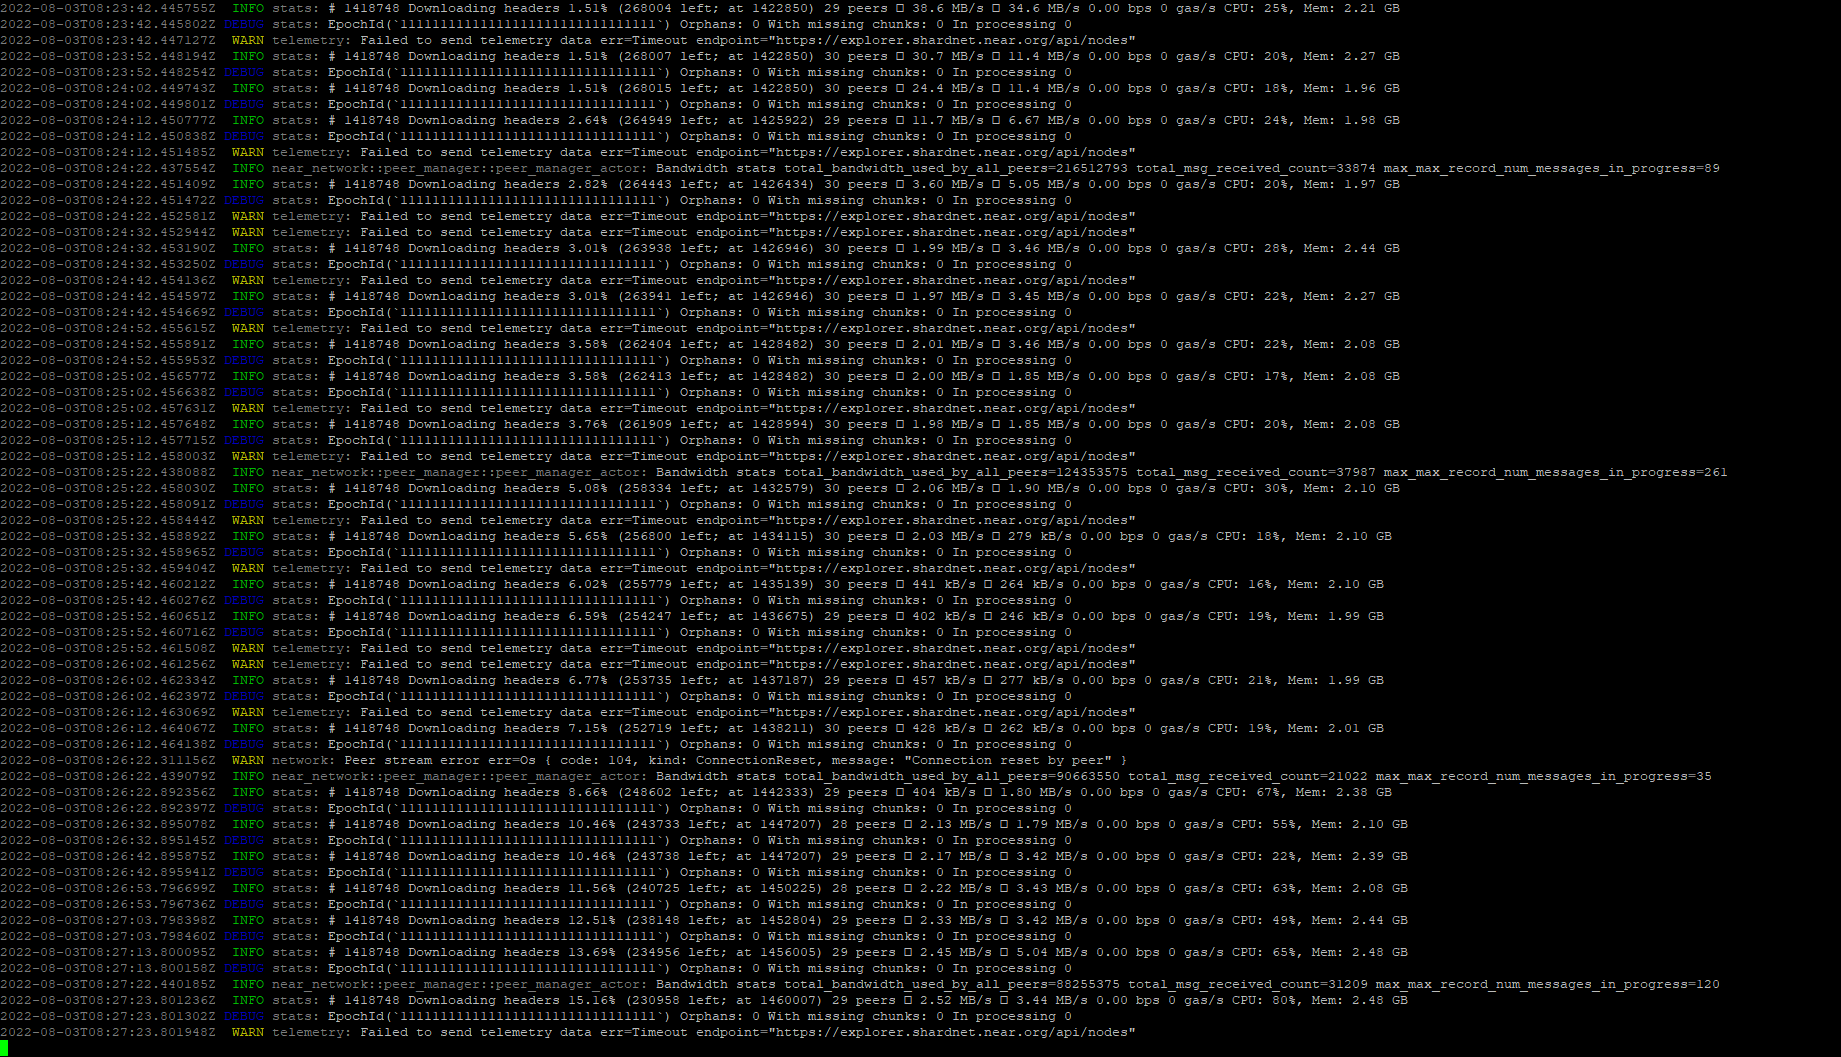 2022-08-03T08:23:42.445755Z  INFO stats: # 1418748 Downloading headers 1.51% (268004 left; at 1422850) 29 peers ⬇ 38.6 MB/s ⬆ 34.6 MB/s 0.00 bps 0 gas/s CPU: 25%, Mem: 2.21 GB
2022-08-03T08:23:42.445802Z DEBUG stats: EpochId(`11111111111111111111111111111111`) Orphans: 0 With missing chunks: 0 In processing 0
2022-08-03T08:23:42.447127Z  WARN telemetry: Failed to send telemetry data err=Timeout endpoint="https://explorer.shardnet.near.org/api/nodes"
2022-08-03T08:23:52.448194Z  INFO stats: # 1418748 Downloading headers 1.51% (268007 left; at 1422850) 30 peers ⬇ 30.7 MB/s ⬆ 11.4 MB/s 0.00 bps 0 gas/s CPU: 20%, Mem: 2.27 GB
2022-08-03T08:23:52.448254Z DEBUG stats: EpochId(`11111111111111111111111111111111`) Orphans: 0 With missing chunks: 0 In processing 0
2022-08-03T08:24:02.449743Z  INFO stats: # 1418748 Downloading headers 1.51% (268015 left; at 1422850) 30 peers ⬇ 24.4 MB/s ⬆ 11.4 MB/s 0.00 bps 0 gas/s CPU: 18%, Mem: 1.96 GB
2022-08-03T08:24:02.449801Z DEBUG stats: EpochId(`11111111111111111111111111111111`) Orphans: 0 With missing chunks: 0 In processing 0
2022-08-03T08:24:12.450777Z  INFO stats: # 1418748 Downloading headers 2.64% (264949 left; at 1425922) 29 peers ⬇ 11.7 MB/s ⬆ 6.67 MB/s 0.00 bps 0 gas/s CPU: 24%, Mem: 1.98 GB
2022-08-03T08:24:12.450838Z DEBUG stats: EpochId(`11111111111111111111111111111111`) Orphans: 0 With missing chunks: 0 In processing 0
2022-08-03T08:24:12.451485Z  WARN telemetry: Failed to send telemetry data err=Timeout endpoint="https://explorer.shardnet.near.org/api/nodes"
2022-08-03T08:24:22.437554Z  INFO near_network::peer_manager::peer_manager_actor: Bandwidth stats total_bandwidth_used_by_all_peers=216512793 total_msg_received_count=33874 max_max_record_num_messages_in_progress=89
2022-08-03T08:24:22.451409Z  INFO stats: # 1418748 Downloading headers 2.82% (264443 left; at 1426434) 30 peers ⬇ 3.60 MB/s ⬆ 5.05 MB/s 0.00 bps 0 gas/s CPU: 20%, Mem: 1.97 GB
2022-08-03T08:24:22.451472Z DEBUG stats: EpochId(`11111111111111111111111111111111`) Orphans: 0 With missing chunks: 0 In processing 0
2022-08-03T08:24:22.452581Z  WARN telemetry: Failed to send telemetry data err=Timeout endpoint="https://explorer.shardnet.near.org/api/nodes"
2022-08-03T08:24:32.452944Z  WARN telemetry: Failed to send telemetry data err=Timeout endpoint="https://explorer.shardnet.near.org/api/nodes"
2022-08-03T08:24:32.453190Z  INFO stats: # 1418748 Downloading headers 3.01% (263938 left; at 1426946) 30 peers ⬇ 1.99 MB/s ⬆ 3.46 MB/s 0.00 bps 0 gas/s CPU: 28%, Mem: 2.44 GB
2022-08-03T08:24:32.453250Z DEBUG stats: EpochId(`11111111111111111111111111111111`) Orphans: 0 With missing chunks: 0 In processing 0
2022-08-03T08:24:42.454136Z  WARN telemetry: Failed to send telemetry data err=Timeout endpoint="https://explorer.shardnet.near.org/api/nodes"
2022-08-03T08:24:42.454597Z  INFO stats: # 1418748 Downloading headers 3.01% (263941 left; at 1426946) 30 peers ⬇ 1.97 MB/s ⬆ 3.45 MB/s 0.00 bps 0 gas/s CPU: 22%, Mem: 2.27 GB
2022-08-03T08:24:42.454669Z DEBUG stats: EpochId(`11111111111111111111111111111111`) Orphans: 0 With missing chunks: 0 In processing 0
2022-08-03T08:24:52.455615Z  WARN telemetry: Failed to send telemetry data err=Timeout endpoint="https://explorer.shardnet.near.org/api/nodes"
2022-08-03T08:24:52.455891Z  INFO stats: # 1418748 Downloading headers 3.58% (262404 left; at 1428482) 30 peers ⬇ 2.01 MB/s ⬆ 3.46 MB/s 0.00 bps 0 gas/s CPU: 22%, Mem: 2.08 GB
2022-08-03T08:24:52.455953Z DEBUG stats: EpochId(`11111111111111111111111111111111`) Orphans: 0 With missing chunks: 0 In processing 0
2022-08-03T08:25:02.456577Z  INFO stats: # 1418748 Downloading headers 3.58% (262413 left; at 1428482) 30 peers ⬇ 2.00 MB/s ⬆ 1.85 MB/s 0.00 bps 0 gas/s CPU: 17%, Mem: 2.08 GB
2022-08-03T08:25:02.456638Z DEBUG stats: EpochId(`11111111111111111111111111111111`) Orphans: 0 With missing chunks: 0 In processing 0
2022-08-03T08:25:02.457631Z  WARN telemetry: Failed to send telemetry data err=Timeout endpoint="https://explorer.shardnet.near.org/api/nodes"
2022-08-03T08:25:12.457648Z  INFO stats: # 1418748 Downloading headers 3.76% (261909 left; at 1428994) 30 peers ⬇ 1.98 MB/s ⬆ 1.85 MB/s 0.00 bps 0 gas/s CPU: 20%, Mem: 2.08 GB
2022-08-03T08:25:12.457715Z DEBUG stats: EpochId(`11111111111111111111111111111111`) Orphans: 0 With missing chunks: 0 In processing 0
2022-08-03T08:25:12.458003Z  WARN telemetry: Failed to send telemetry data err=Timeout endpoint="https://explorer.shardnet.near.org/api/nodes"
2022-08-03T08:25:22.438088Z  INFO near_network::peer_manager::peer_manager_actor: Bandwidth stats total_bandwidth_used_by_all_peers=124353575 total_msg_received_count=37987 max_max_record_num_messages_in_progress=261
2022-08-03T08:25:22.458030Z  INFO stats: # 1418748 Downloading headers 5.08% (258334 left; at 1432579) 30 peers ⬇ 2.06 MB/s ⬆ 1.90 MB/s 0.00 bps 0 gas/s CPU: 30%, Mem: 2.10 GB
2022-08-03T08:25:22.458091Z DEBUG stats: EpochId(`11111111111111111111111111111111`) Orphans: 0 With missing chunks: 0 In processing 0
2022-08-03T08:25:22.458444Z  WARN telemetry: Failed to send telemetry data err=Timeout endpoint="https://explorer.shardnet.near.org/api/nodes"
2022-08-03T08:25:32.458892Z  INFO stats: # 1418748 Downloading headers 5.65% (256800 left; at 1434115) 30 peers ⬇ 2.03 MB/s ⬆ 279 kB/s 0.00 bps 0 gas/s CPU: 18%, Mem: 2.10 GB
2022-08-03T08:25:32.458965Z DEBUG stats: EpochId(`11111111111111111111111111111111`) Orphans: 0 With missing chunks: 0 In processing 0
2022-08-03T08:25:32.459404Z  WARN telemetry: Failed to send telemetry data err=Timeout endpoint="https://explorer.shardnet.near.org/api/nodes"
2022-08-03T08:25:42.460212Z  INFO stats: # 1418748 Downloading headers 6.02% (255779 left; at 1435139) 30 peers ⬇ 441 kB/s ⬆ 264 kB/s 0.00 bps 0 gas/s CPU: 16%, Mem: 2.10 GB
2022-08-03T08:25:42.460276Z DEBUG stats: EpochId(`11111111111111111111111111111111`) Orphans: 0 With missing chunks: 0 In processing 0
2022-08-03T08:25:52.460651Z  INFO stats: # 1418748 Downloading headers 6.59% (254247 left; at 1436675) 29 peers ⬇ 402 kB/s ⬆ 246 kB/s 0.00 bps 0 gas/s CPU: 19%, Mem: 1.99 GB
2022-08-03T08:25:52.460716Z DEBUG stats: EpochId(`11111111111111111111111111111111`) Orphans: 0 With missing chunks: 0 In processing 0
2022-08-03T08:25:52.461508Z  WARN telemetry: Failed to send telemetry data err=Timeout endpoint="https://explorer.shardnet.near.org/api/nodes"
2022-08-03T08:26:02.461256Z  WARN telemetry: Failed to send telemetry data err=Timeout endpoint="https://explorer.shardnet.near.org/api/nodes"
2022-08-03T08:26:02.462334Z  INFO stats: # 1418748 Downloading headers 6.77% (253735 left; at 1437187) 29 peers ⬇ 457 kB/s ⬆ 277 kB/s 0.00 bps 0 gas/s CPU: 21%, Mem: 1.99 GB
2022-08-03T08:26:02.462397Z DEBUG stats: EpochId(`11111111111111111111111111111111`) Orphans: 0 With missing chunks: 0 In processing 0
2022-08-03T08:26:12.463069Z  WARN telemetry: Failed to send telemetry data err=Timeout endpoint="https://explorer.shardnet.near.org/api/nodes"
2022-08-03T08:26:12.464067Z  INFO stats: # 1418748 Downloading headers 7.15% (252719 left; at 1438211) 29 peers ⬇ 428 kB/s ⬆ 262 kB/s 0.00 bps 0 gas/s CPU: 19%, Mem: 2.01 GB
2022-08-03T08:26:12.464138Z DEBUG stats: EpochId(`11111111111111111111111111111111`) Orphans: 0 With missing chunks: 0 In processing 0
2022-08-03T08:26:22.311156Z  WARN network: Peer stream error err=Os { code: 104, kind: ConnectionReset, message: "Connection reset by peer" }
2022-08-03T08:26:22.439079Z  INFO near_network::peer_manager::peer_manager_actor: Bandwidth stats total_bandwidth_used_by_all_peers=90663550 total_msg_received_count=21022 max_max_record_num_messages_in_progress=35
2022-08-03T08:26:22.892356Z  INFO stats: # 1418748 Downloading headers 8.66% (248602 left; at 1442333) 29 peers ⬇ 404 kB/s ⬆ 1.80 MB/s 0.00 bps 0 gas/s CPU: 67%, Mem: 2.38 GB
2022-08-03T08:26:22.892397Z DEBUG stats: EpochId(`11111111111111111111111111111111`) Orphans: 0 With missing chunks: 0 In processing 0
2022-08-03T08:26:32.895078Z  INFO stats: # 1418748 Downloading headers 10.46% (243733 left; at 1447207) 28 peers ⬇ 2.13 MB/s ⬆ 1.79 MB/s 0.00 bps 0 gas/s CPU: 55%, Mem: 2.10 GB
2022-08-03T08:26:32.895145Z DEBUG stats: EpochId(`11111111111111111111111111111111`) Orphans: 0 With missing chunks: 0 In processing 0
2022-08-03T08:26:42.895875Z  INFO stats: # 1418748 Downloading headers 10.46% (243738 left; at 1447207) 29 peers ⬇ 2.17 MB/s ⬆ 3.42 MB/s 0.00 bps 0 gas/s CPU: 22%, Mem: 2.39 GB
2022-08-03T08:26:42.895941Z DEBUG stats: EpochId(`11111111111111111111111111111111`) Orphans: 0 With missing chunks: 0 In processing 0
2022-08-03T08:26:53.796699Z  INFO stats: # 1418748 Downloading headers 11.56% (240725 left; at 1450225) 28 peers ⬇ 2.22 MB/s ⬆ 3.43 MB/s 0.00 bps 0 gas/s CPU: 63%, Mem: 2.08 GB
2022-08-03T08:26:53.796736Z DEBUG stats: EpochId(`11111111111111111111111111111111`) Orphans: 0 With missing chunks: 0 In processing 0
2022-08-03T08:27:03.798398Z  INFO stats: # 1418748 Downloading headers 12.51% (238148 left; at 1452804) 29 peers ⬇ 2.33 MB/s ⬆ 3.42 MB/s 0.00 bps 0 gas/s CPU: 49%, Mem: 2.44 GB
2022-08-03T08:27:03.798460Z DEBUG stats: EpochId(`11111111111111111111111111111111`) Orphans: 0 With missing chunks: 0 In processing 0
2022-08-03T08:27:13.800095Z  INFO stats: # 1418748 Downloading headers 13.69% (234956 left; at 1456005) 29 peers ⬇ 2.45 MB/s ⬆ 5.04 MB/s 0.00 bps 0 gas/s CPU: 65%, Mem: 2.48 GB
2022-08-03T08:27:13.800158Z DEBUG stats: EpochId(`11111111111111111111111111111111`) Orphans: 0 With missing chunks: 0 In processing 0
2022-08-03T08:27:22.440185Z  INFO near_network::peer_manager::peer_manager_actor: Bandwidth stats total_bandwidth_used_by_all_peers=88255375 total_msg_received_count=31209 max_max_record_num_messages_in_progress=120
2022-08-03T08:27:23.801236Z  INFO stats: # 1418748 Downloading headers 15.16% (230958 left; at 1460007) 29 peers ⬇ 2.52 MB/s ⬆ 3.44 MB/s 0.00 bps 0 gas/s CPU: 80%, Mem: 2.48 GB
2022-08-03T08:27:23.801302Z DEBUG stats: EpochId(`11111111111111111111111111111111`) Orphans: 0 With missing chunks: 0 In processing 0
2022-08-03T08:27:23.801948Z  WARN telemetry: Failed to send telemetry data err=Timeout endpoint="https://explorer.shardnet.near.org/api/nodes"